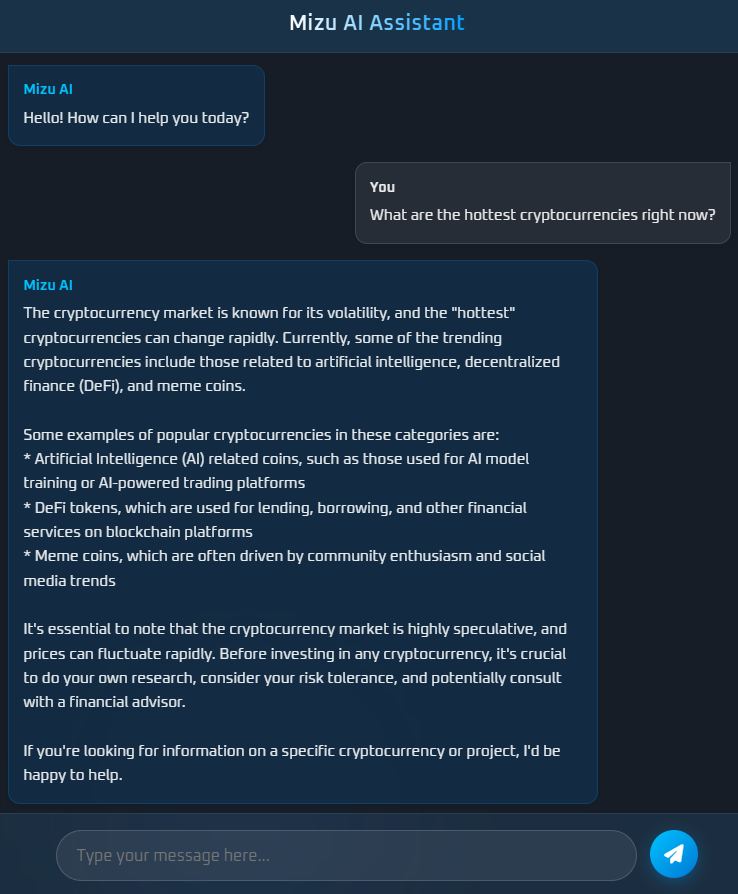 Mizu AI Assistant
Mizu AI
Hello! How can I help you today?
You
What are the hottest cryptocurrencies right now?
Mizu AI
The cryptocurrency market is known for its volatility, and the "hottest"
cryptocurrencies can change rapidly. Currently, some of the trending
cryptocurrencies include those related to artificial intelligence, decentralized
finance (DeFi), and meme coins.
Some examples of popular cryptocurrencies in these categories are:
* Artificial Intelligence (AI) related coins, such as those used for AI model
training or AI-powered trading platforms
* DeFi tokens, which are used for lending, borrowing, and other financial
services on blockchain platforms
* Meme coins, which are often driven by community enthusiasm and social
media trends
It's essential to note that the cryptocurrency market is highly speculative, and
prices can fluctuate rapidly. Before investing in any cryptocurrency, it's crucial
to do your own research, consider your risk tolerance, and potentially consult
with a financial advisor.
If you're looking for information on a specific cryptocurrency or project, I'd be
happy to help.
Type your message here...